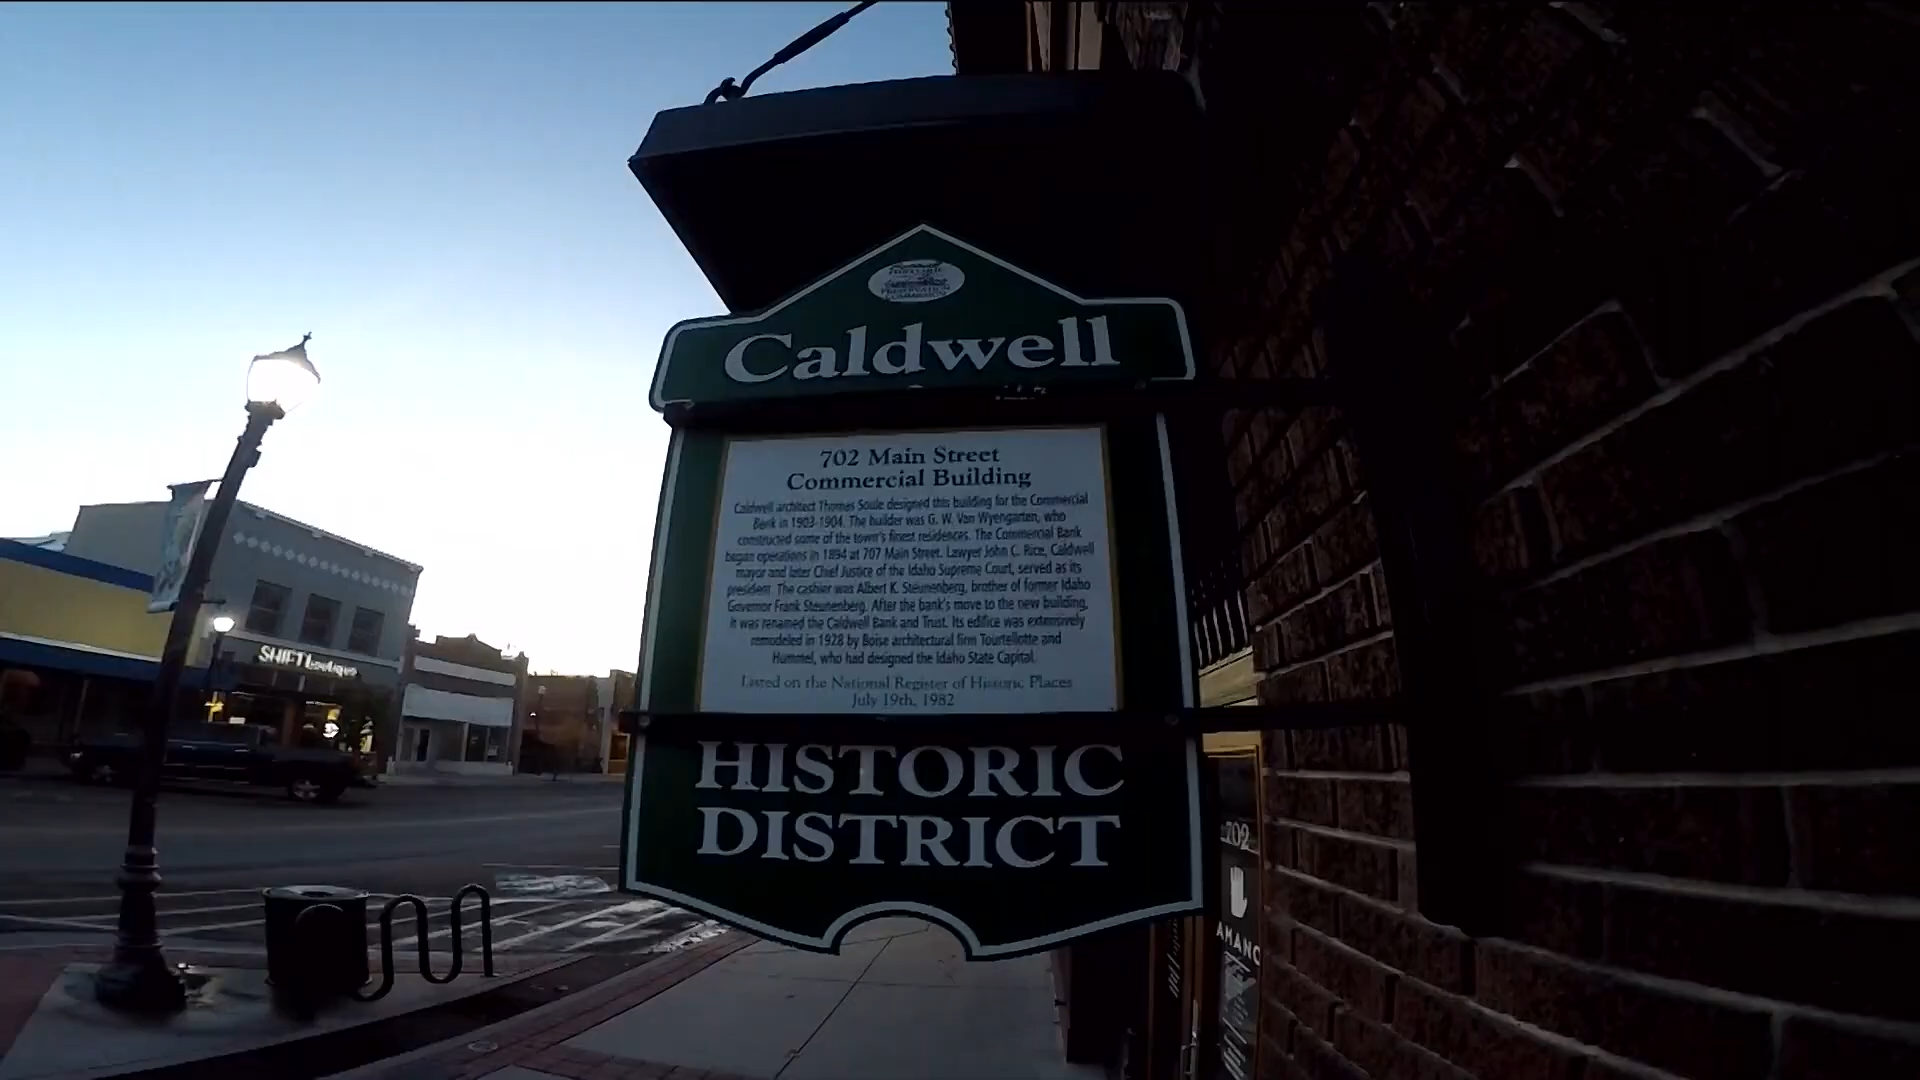 HISTORIC
PRESERVATION
COMMISSION
Caldwell
702 Main Street
Commercial Building
Caldwell architect Thomas Soule designed this building for the Commercial
Bank in 1903-1904. The builder was G. W. Van Wyengarten, who
constructed some of the town's finest residences. The Commercial Bank
began operations in 1894 at 707 Main Street. Lawyer John C. Rice, Caldwell
mayor and later Chief Justice of the Idaho Supreme Court, served as its
president. The cashier was Albert K. Steunenberg, brother of former Idaho
Governor Frank Steunenberg. After the bank's move to the new building,
it was renamed the Caldwell Bank and Trust. Its edifice was extensively
remodeled in 1928 by Boise architectural firm Tourtellotte and
Hummel, who had designed the Idaho State Capital.
Listed on the National Register of Historic Places
July 19th, 1982
HISTORIC
DISTRICT
SHIFT
702
AMANO